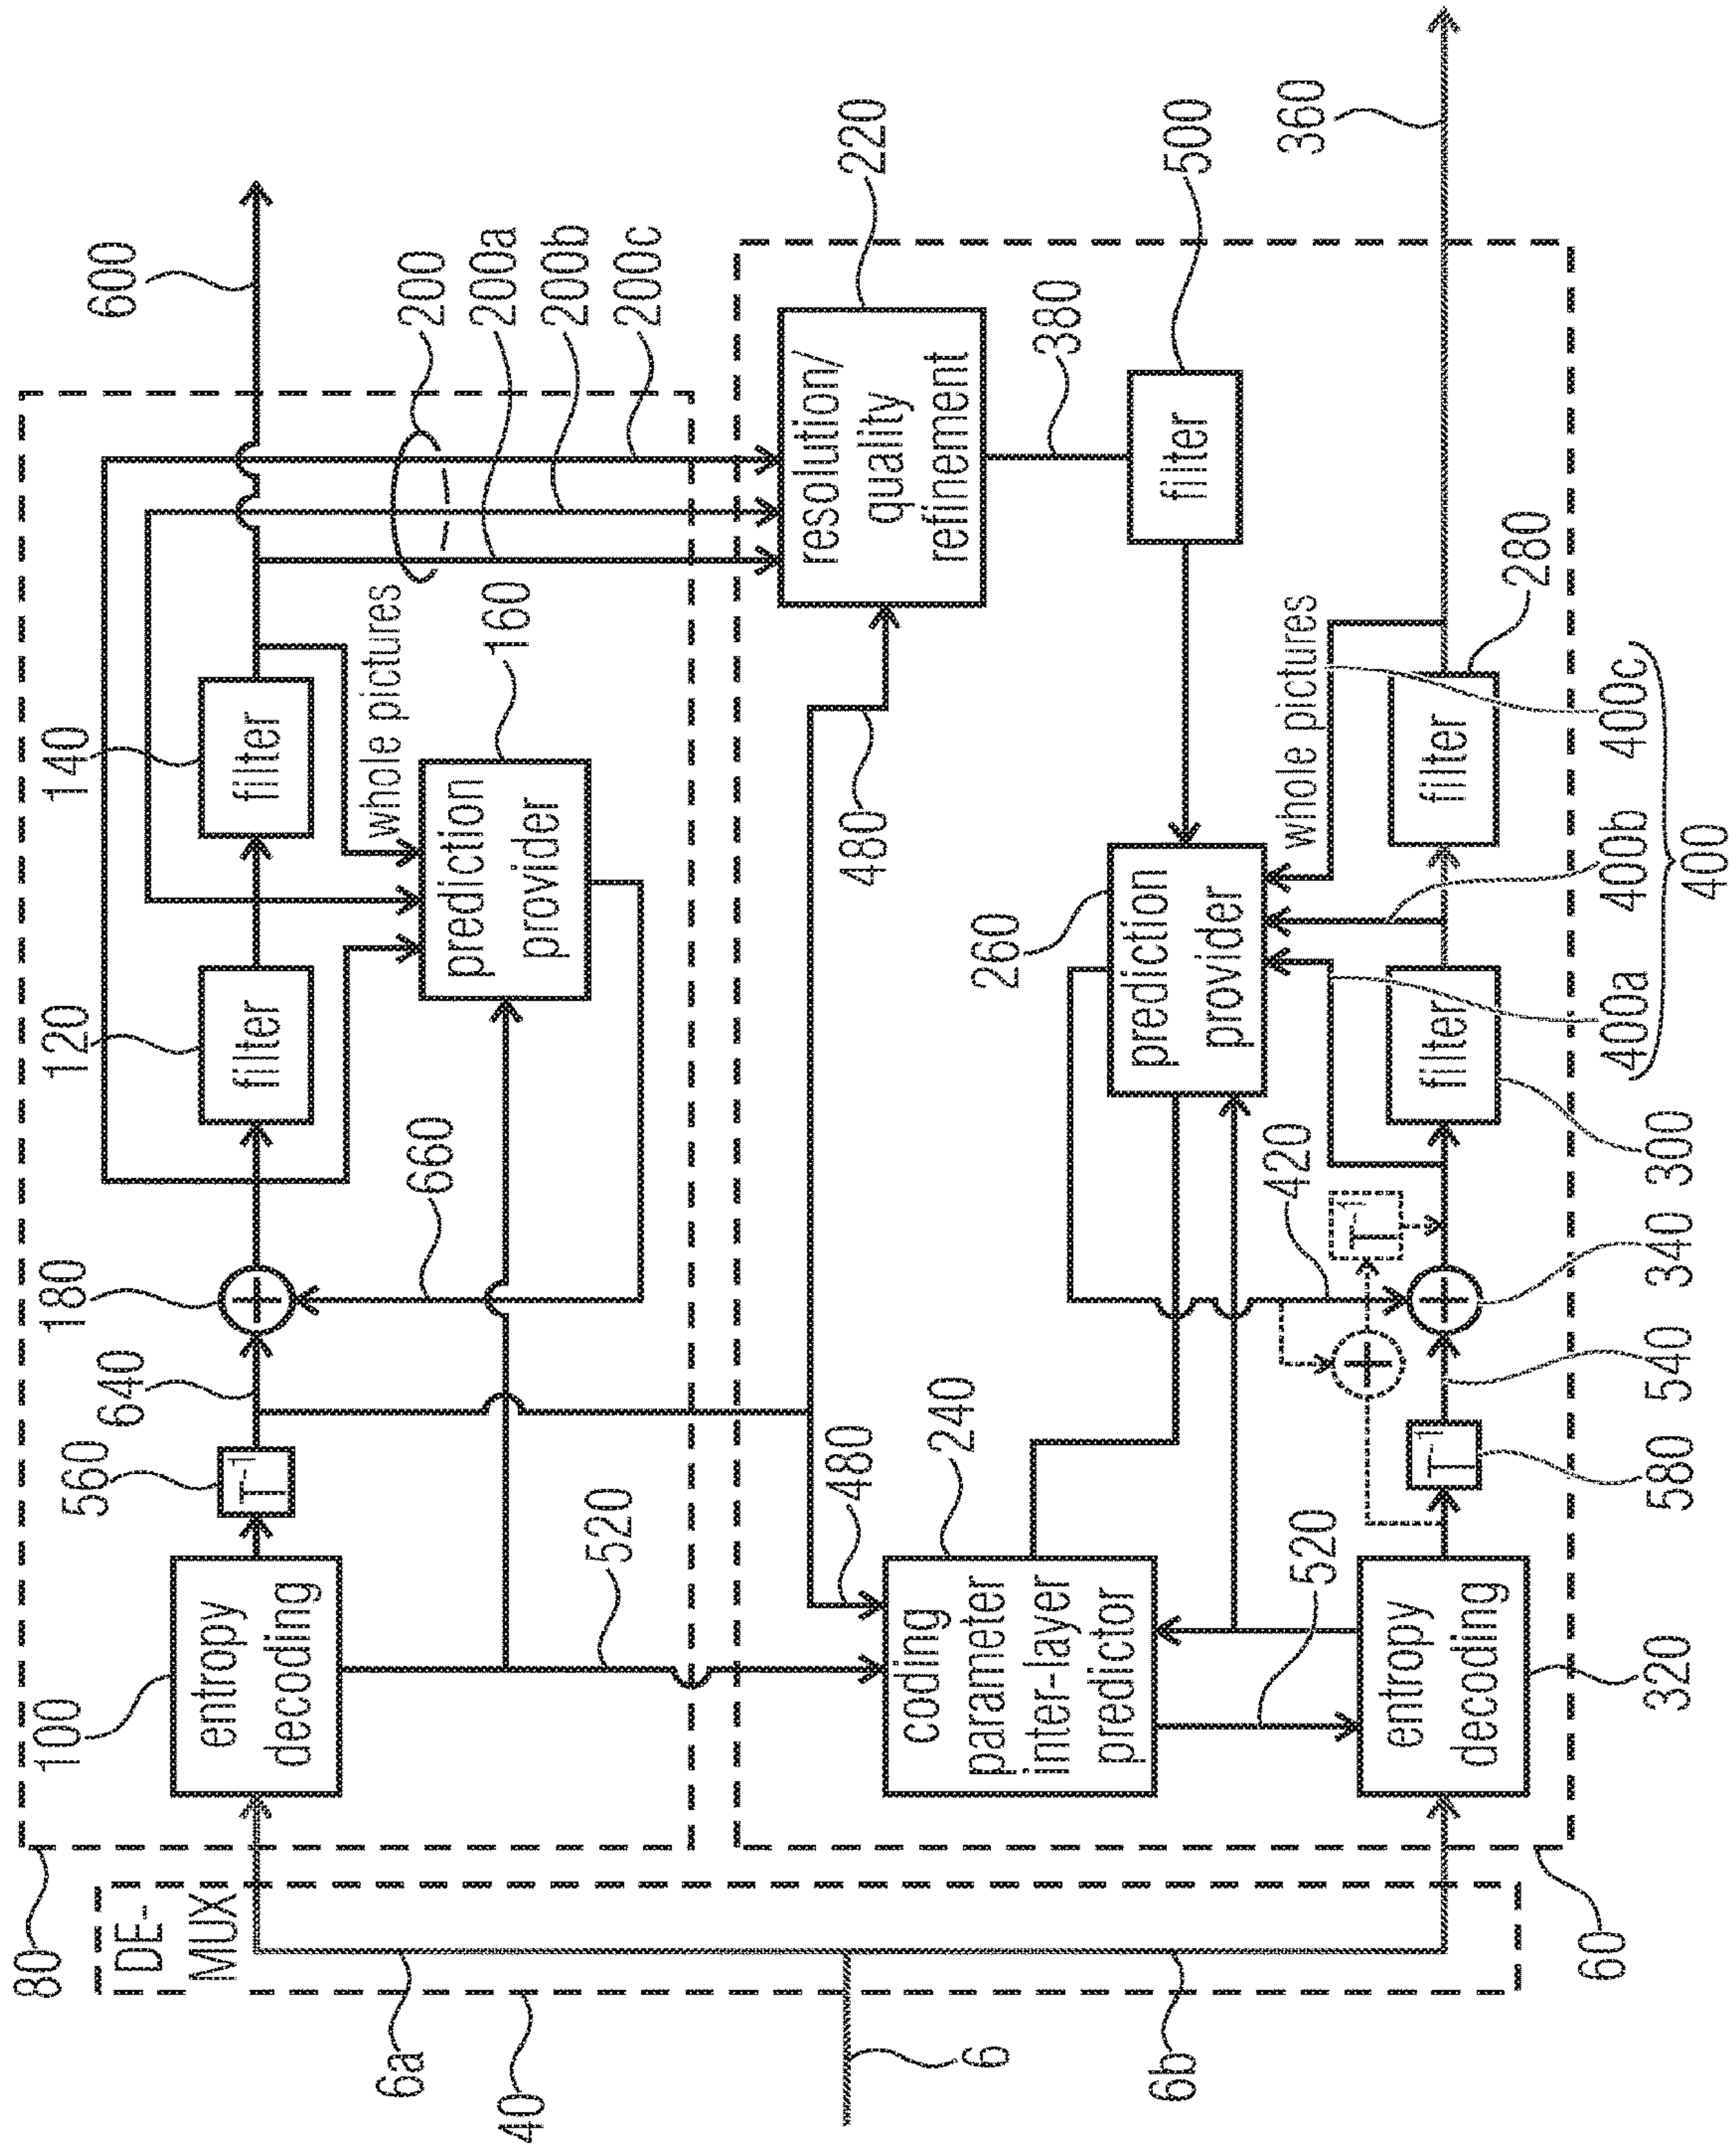 80
DE-
MUX
6a
40
6
6b
60
100
entropy
decoding
560
T-1
640
180
120
filter
140
filter
600
whole pictures
160
prediction
provider
660
520
200
200a
200b
200c
220
resolution/
quality
refinement
380
500
filter
480
480
240
coding
parameter
inter-layer
predictor
520
260
prediction
provider
whole pictures
420
T-1
320
entropy
decoding
580
T-1
540
340
300
filter
280
filter
360
400a
400b
400c
400